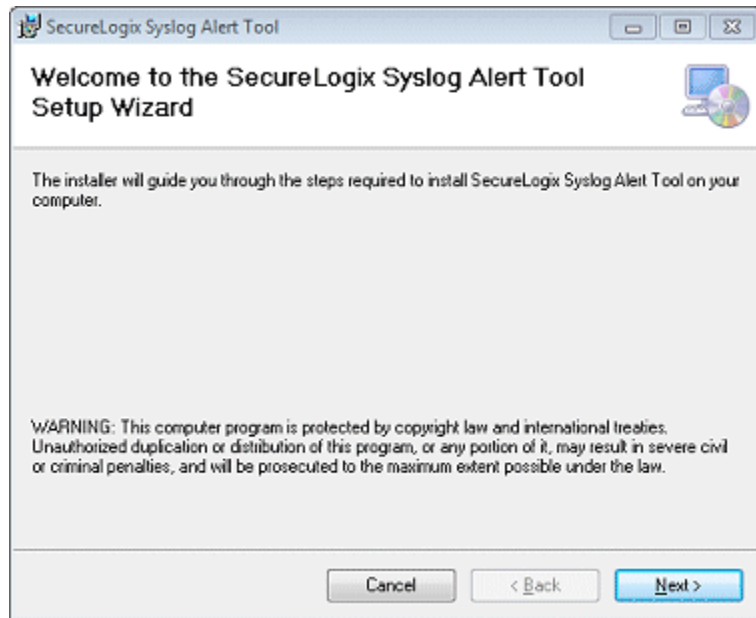 SecureLogix Syslog Alert Tool
Welcome to the SecureLogix Syslog Alert Tool
Setup Wizard
The installer will guide you through the steps required to install SecureLogix Syslog Alert Tool on your
computer.
WARNING: This computer program is protected by copyright law and international treaties.
Unauthorized duplication or distribution of this program, or any portion of it, may result in severe civil
or criminal penalties, and will be prosecuted to the maximum extent possible under the law.
Cancel
< Back
Next >